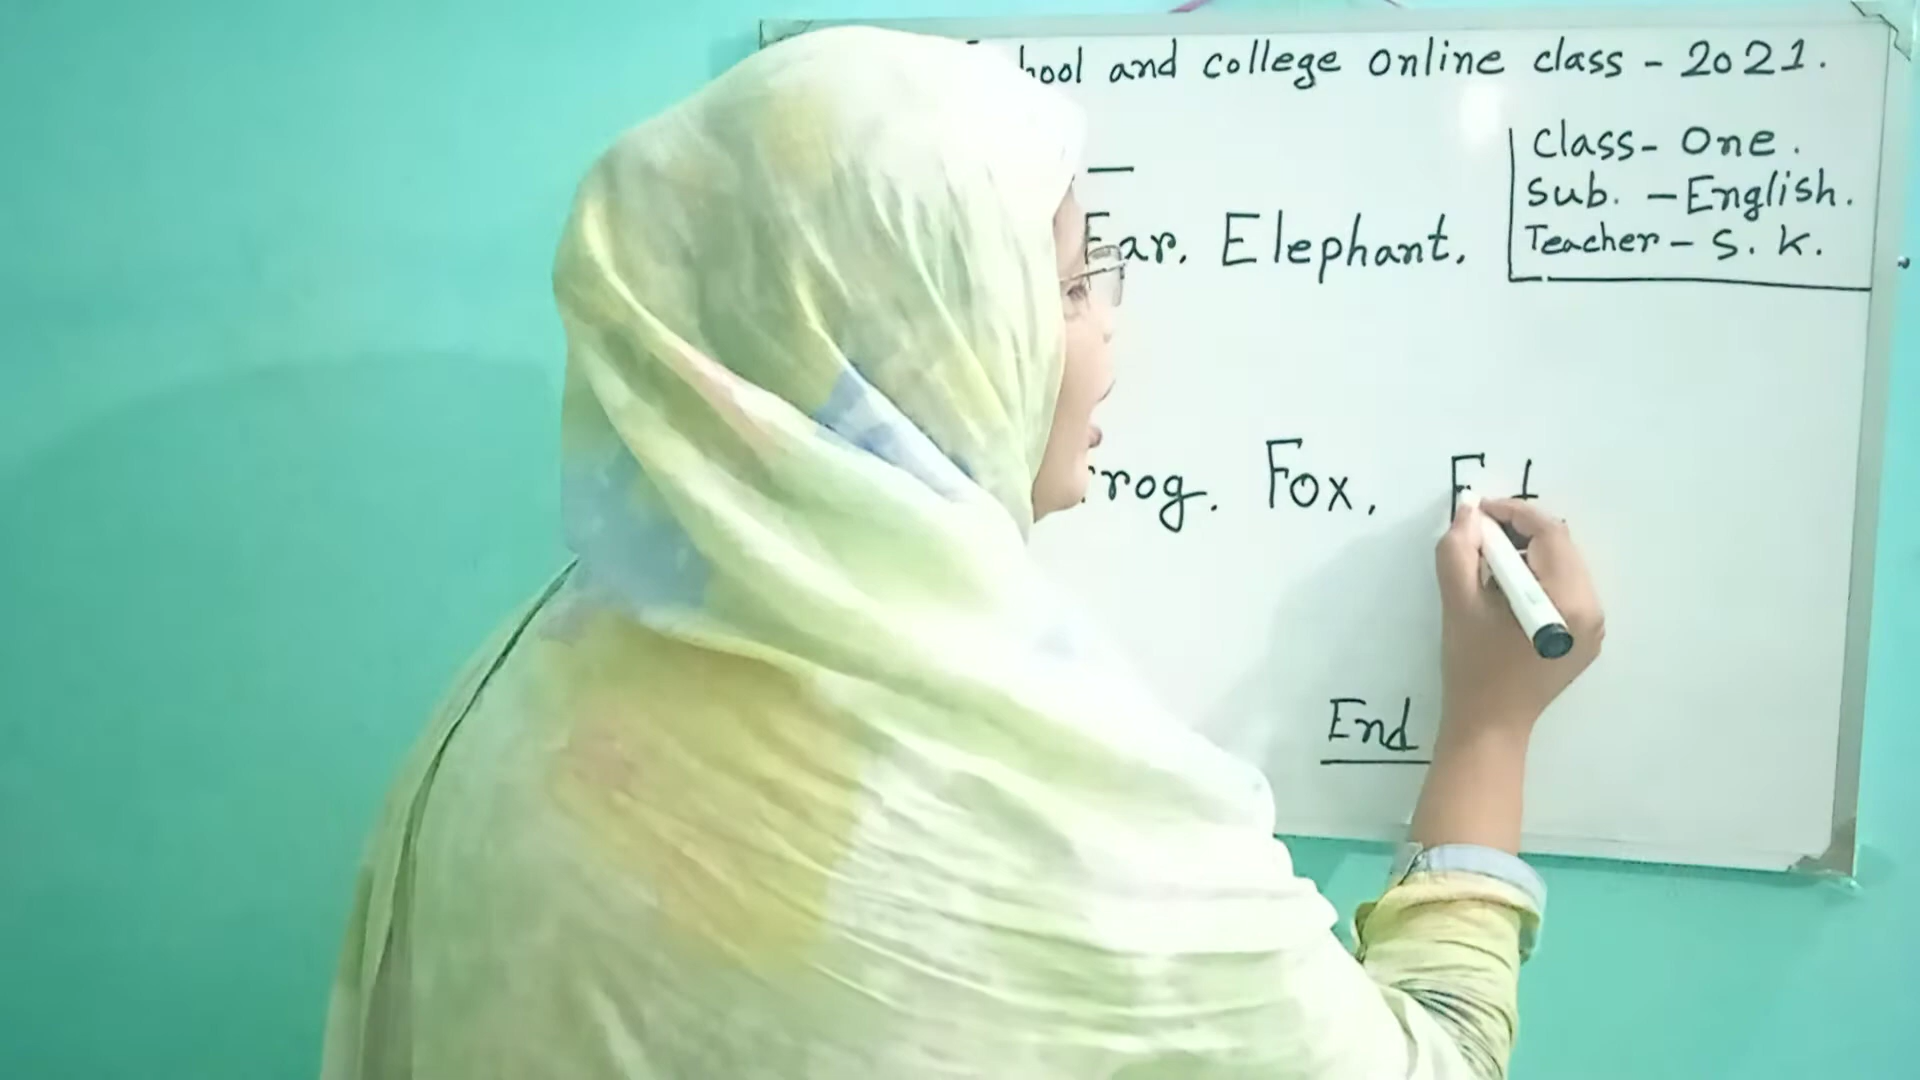 hool and college online class - 2021.
Class- One.
Sub. - English.
Teacher - S. K.
Ear. Elephant.
rog. Fox.
End